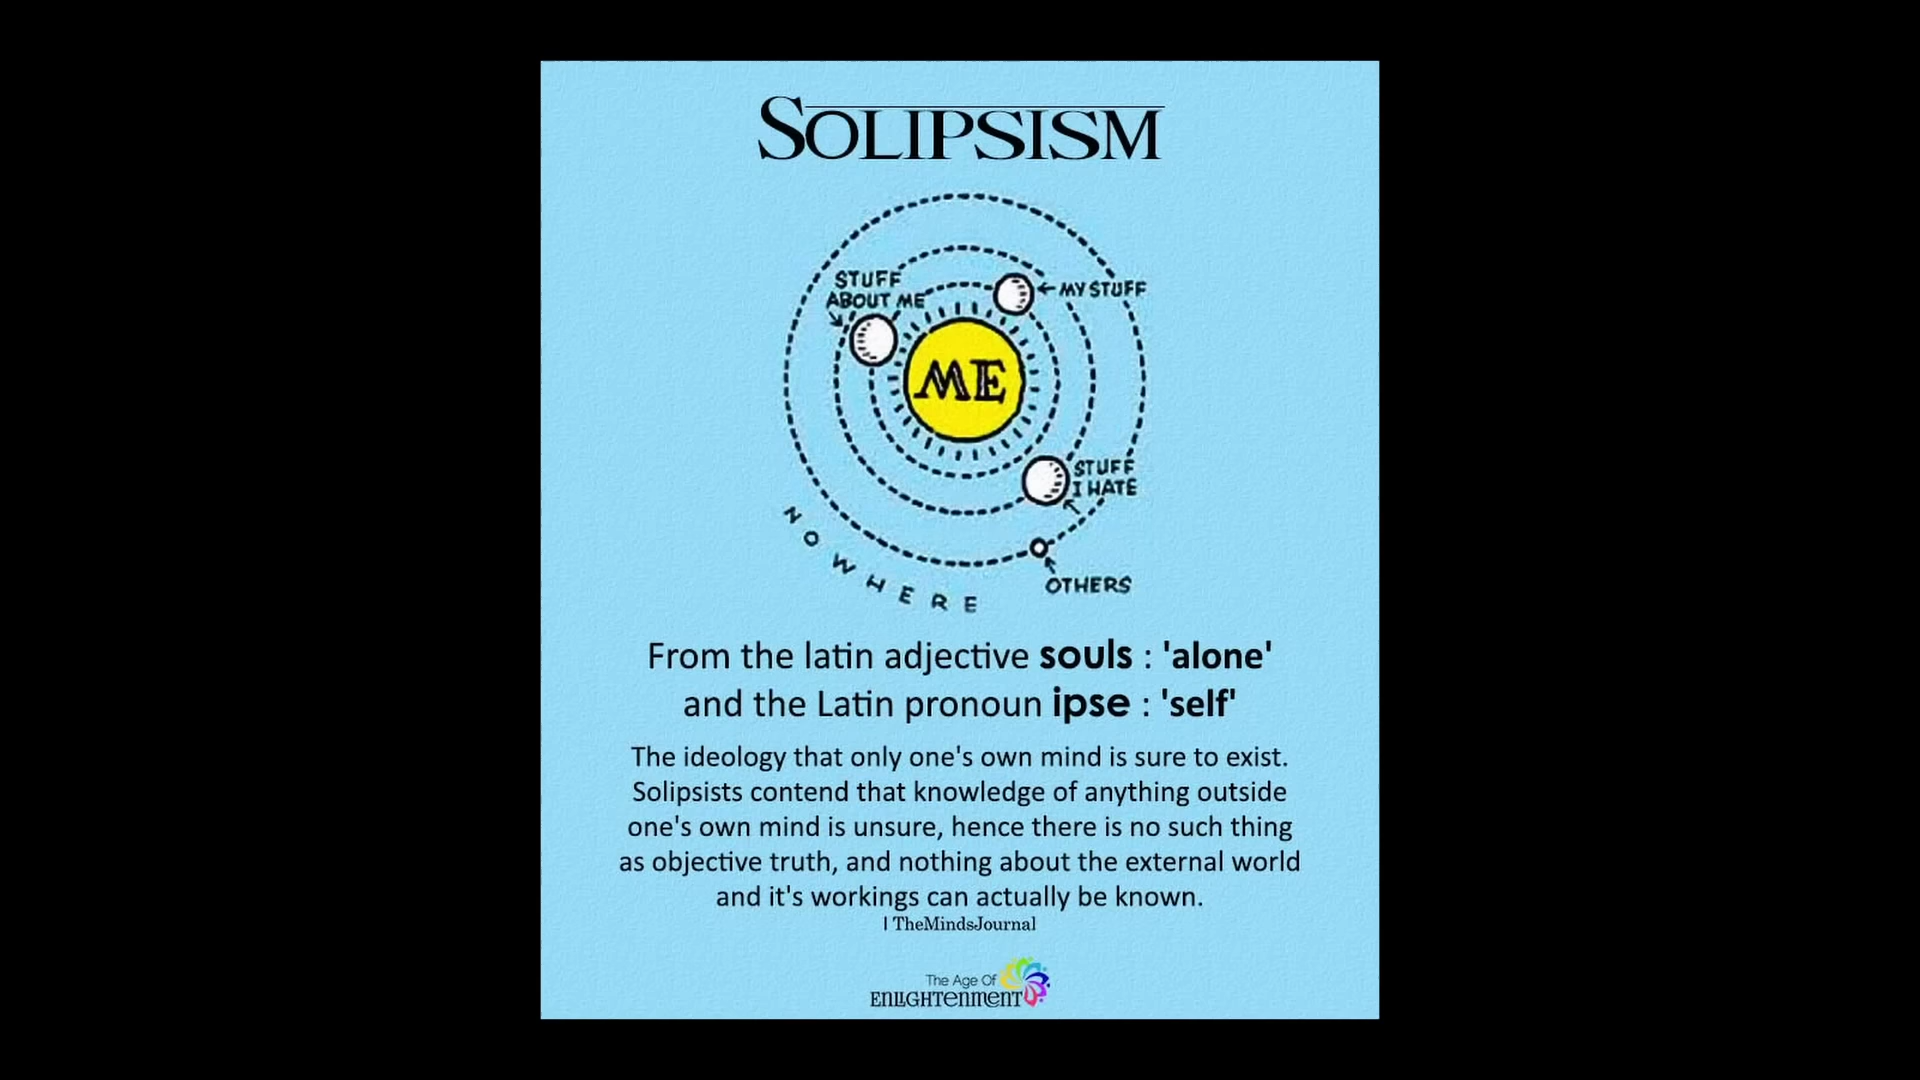 SOLIPSISM
STUFF
ABOUT ME
MY STUFF
ME
STUFF
I HATE
NOWHERE
OTHERS
From the latin adjective souls : 'alone'
and the Latin pronoun ipse : 'self'
The ideology that only one's own mind is sure to exist.
Solipsists contend that knowledge of anything outside
one's own mind is unsure, hence there is no such thing
as objective truth, and nothing about the external world
and it's workings can actually be known.
| TheMindsJournal
The Age Of
ENLIGHTENMENT